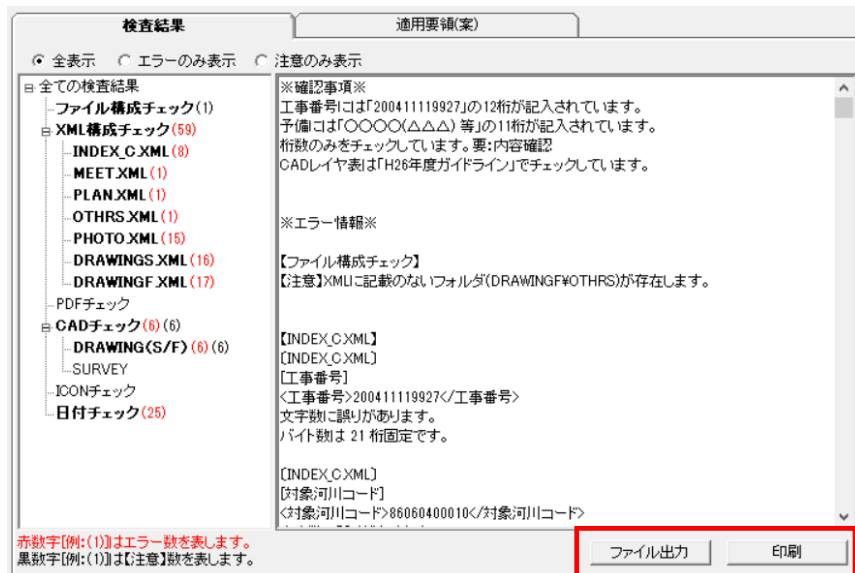 検査結果
適用要領(案)
全表示 エラーのみ表示 注意のみ表示
全ての検査結果
ファイル構成チェック(1)
XML構成チェック(59)
INDEX_C.XML(8)
MEET.XML(1)
PLAN.XML(1)
OTHRS.XML(1)
PHOTO.XML(15)
DRAWINGS.XML(16)
DRAWINGF.XML(17)
PDFチェック
CADチェック(6)(6)
DRAWING(S/F)(6)(6)
SURVEY
ICONチェック
日付チェック(25)
※確認事項※
工事番号には「200411119927」の12桁が記入されています。
予備には「〇〇〇〇(△△△) 等」の11桁が記入されています。
桁数のみをチェックしています。要:内容確認
CADレイヤ表は「H26年度ガイドライン」でチェックしています。
※エラー情報※
【ファイル構成チェック】
【注意】XMLに記載のないフォルダ(DRAWINGF¥OTHRS)が存在します。
【INDEX_C.XML】
〔INDEX_C.XML〕
[工事番号]
<工事番号>200411119927</工事番号>
文字数に誤りがあります。
バイト数は 21 桁固定です。
〔INDEX_C.XML〕
[対象河川コード]
<対象河川コード>86060400010</対象河川コード>
赤数字[例:(1)]はエラー数を表します。
黒数字[例:(1)]は【注意】数を表します。
ファイル出力
印刷